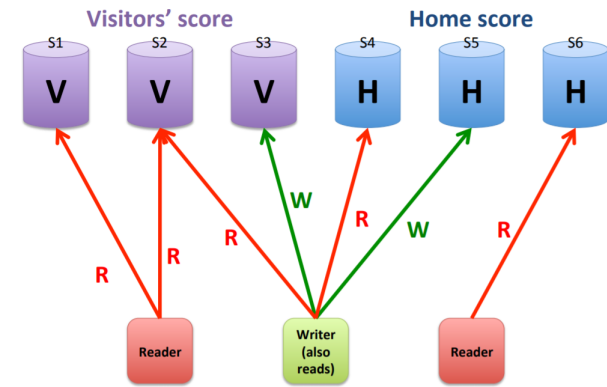 Visitors’ score
Home score
S1
S2
S3
S4
S5
S6
V
V
V
H
H
H
R
R
R
W
R
W
R
Reader
Writer
(also
reads)
Reader